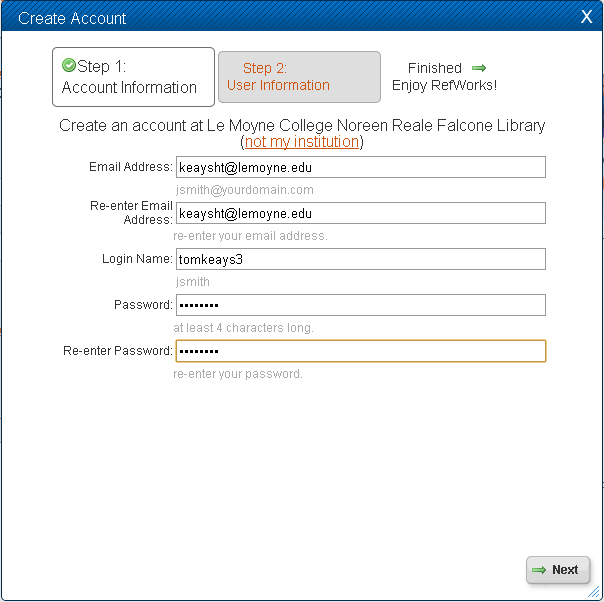 Create Account X
Step 1:
Account Information
Step 2:
User Information
Finished
Enjoy RefWorks!
Create an account at Le Moyne College Noreen Reale Falcone Library
(not my institution)
Email Address: keaysht@lemoyne.edu
jsmith@yourdomain.com
Re-enter Email
Address: keaysht@lemoyne.edu
re-enter your email address.
Login Name: tomkeays3
jsmith
Password: ••••••••
at least 4 characters long.
Re-enter Password: ••••••••
re-enter your password.
Next